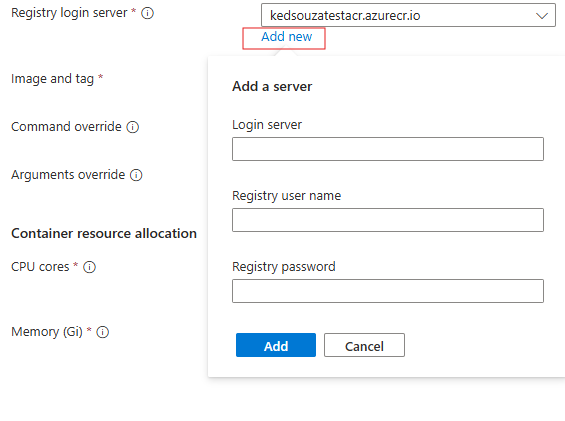 Registry login server *
kedsouzatestacr.azurecr.io
Add new
Image and tag *
Add a server
Command override
Login server
Arguments override
Registry user name
Container resource allocation
CPU cores *
Registry password
Memory (Gi) *
Add
Cancel